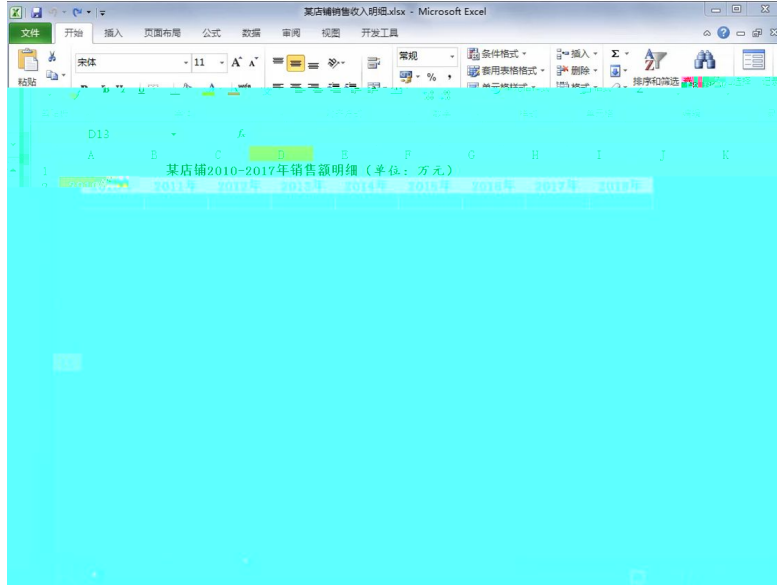 某店铺销售收入明细.xlsx - Microsoft Excel
文件 开始 插入 页面布局 公式 数据 审阅 视图 开发工具
宋体 11 常规 条件格式 插入 Σ
粘贴 % 套用表格格式 删除 排序和筛选
D13
A B C D E F G H I J K
1 某店铺2010-2017年销售额明细（单位：万元）
2 2011年 2012年 2013年 2014年 2015年 2016年 2017年 2018年